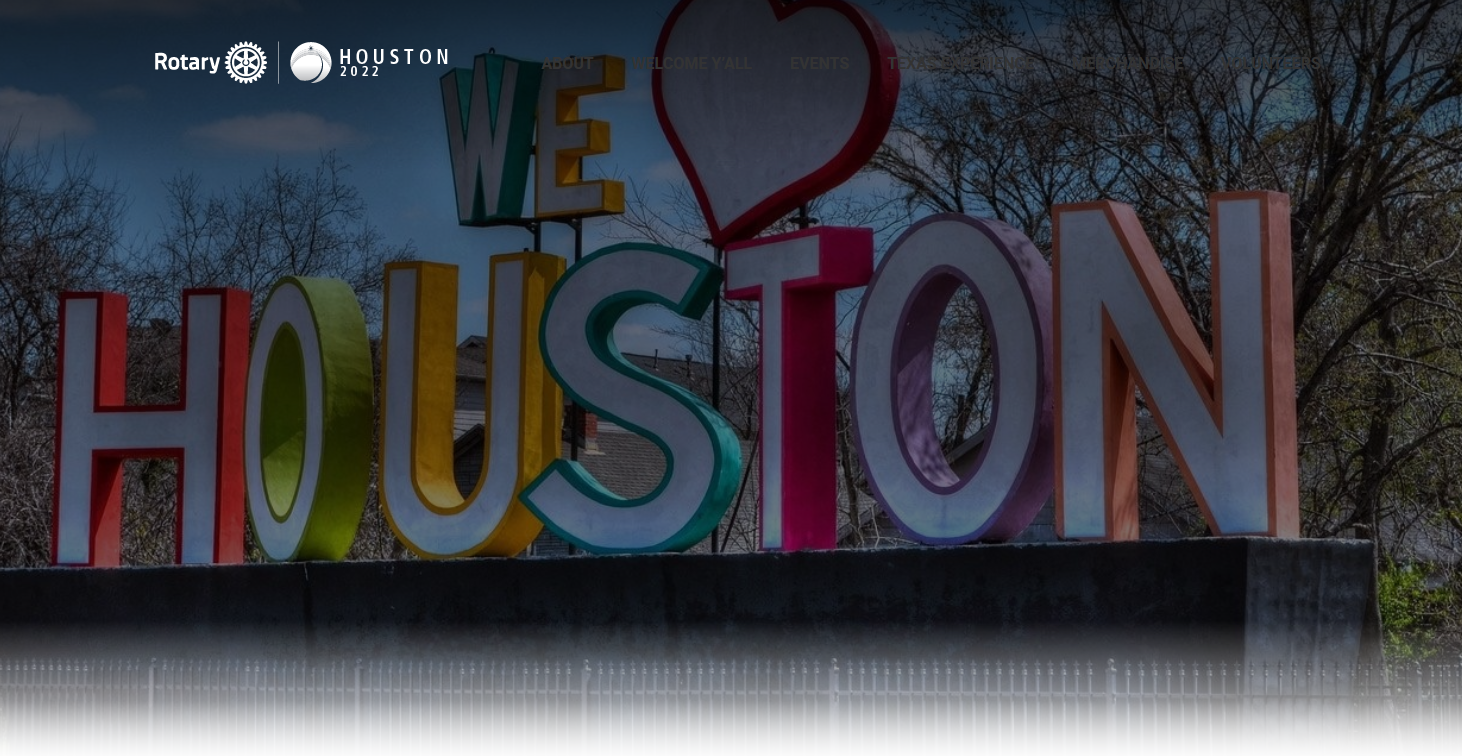 Rotary
HOUSTON
2022
ABOUT
WELCOME Y'ALL
EVENTS
WE
HOUSTON